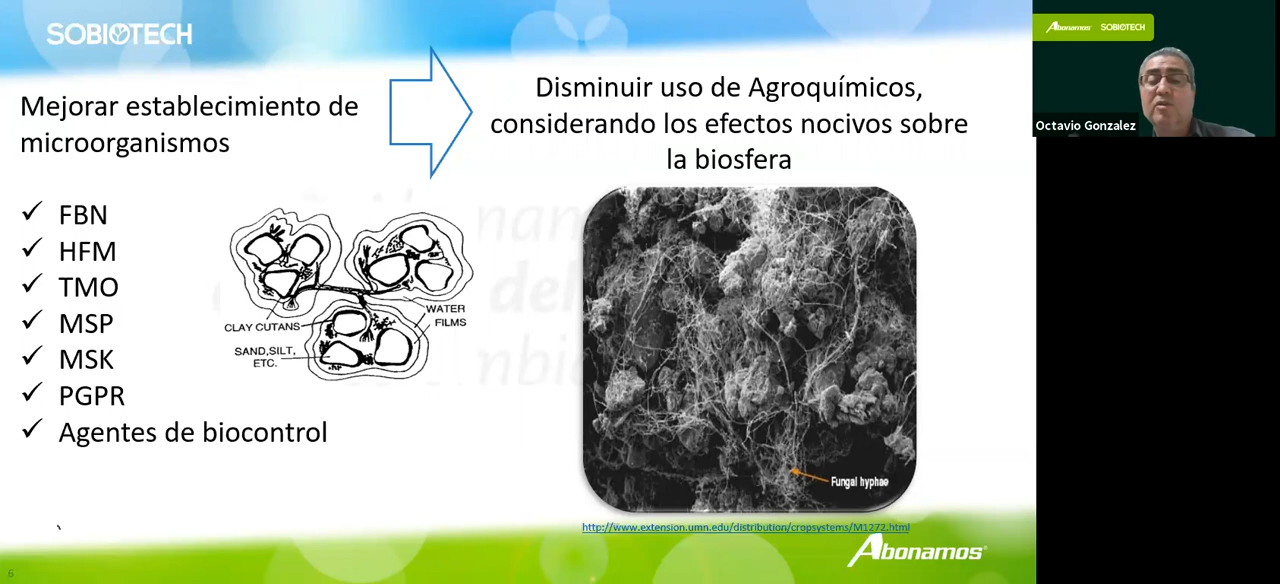 SOBIOTECH
Mejorar establecimiento de
microorganismos
Disminuir uso de Agroquímicos,
considerando los efectos nocivos sobre
la biosfera
✓ FBN
✓ HFM
✓ TMO
✓ MSP
✓ MSK
✓ PGPR
✓ Agentes de biocontrol
CLAY CUTANS
WATER
FILMS
SAND,SILT,
ETC.
Fungal hyphae
http://www.extension.umn.edu/distribution/cropsystems/M1272.html
Abonamos
6
Abonamos SOBIOTECH
Octavio Gonzalez